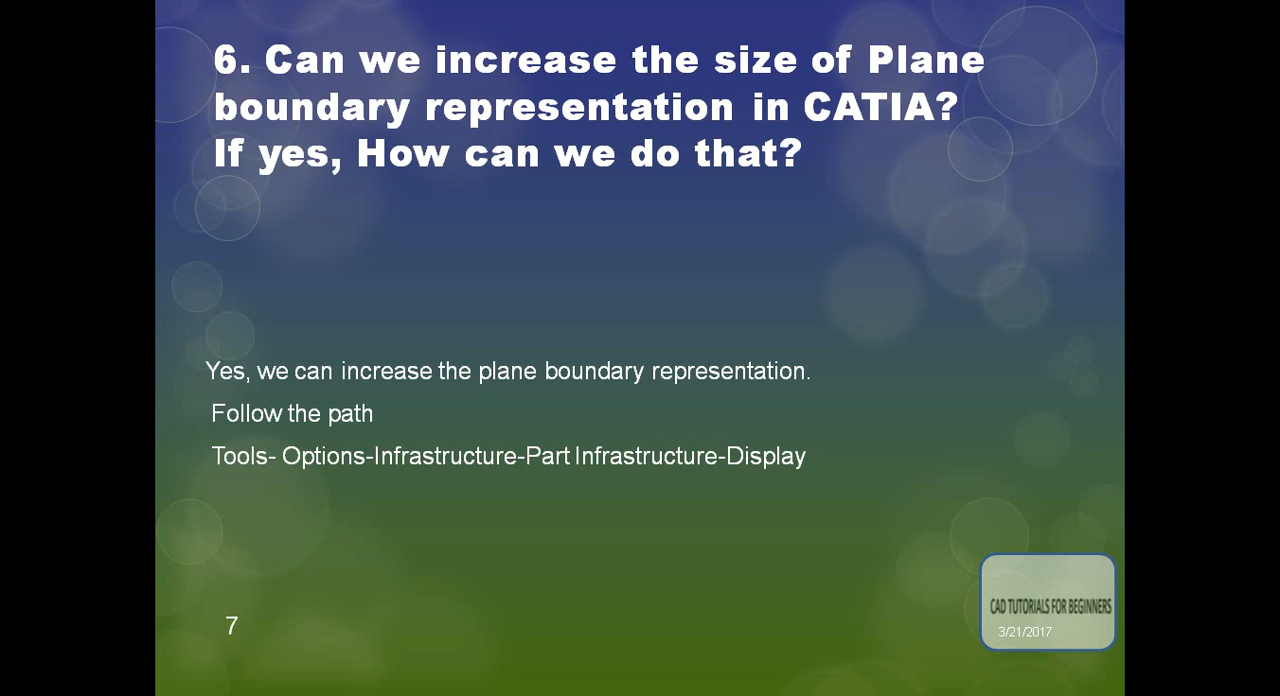 6. Can we increase the size of Plane
boundary representation in CATIA?
If yes, How can we do that?
Yes, we can increase the plane boundary representation.
Follow the path
Tools- Options-Infrastructure-Part Infrastructure-Display
7
CAD TUTORIALS FOR BEGINNERS
3/21/2017